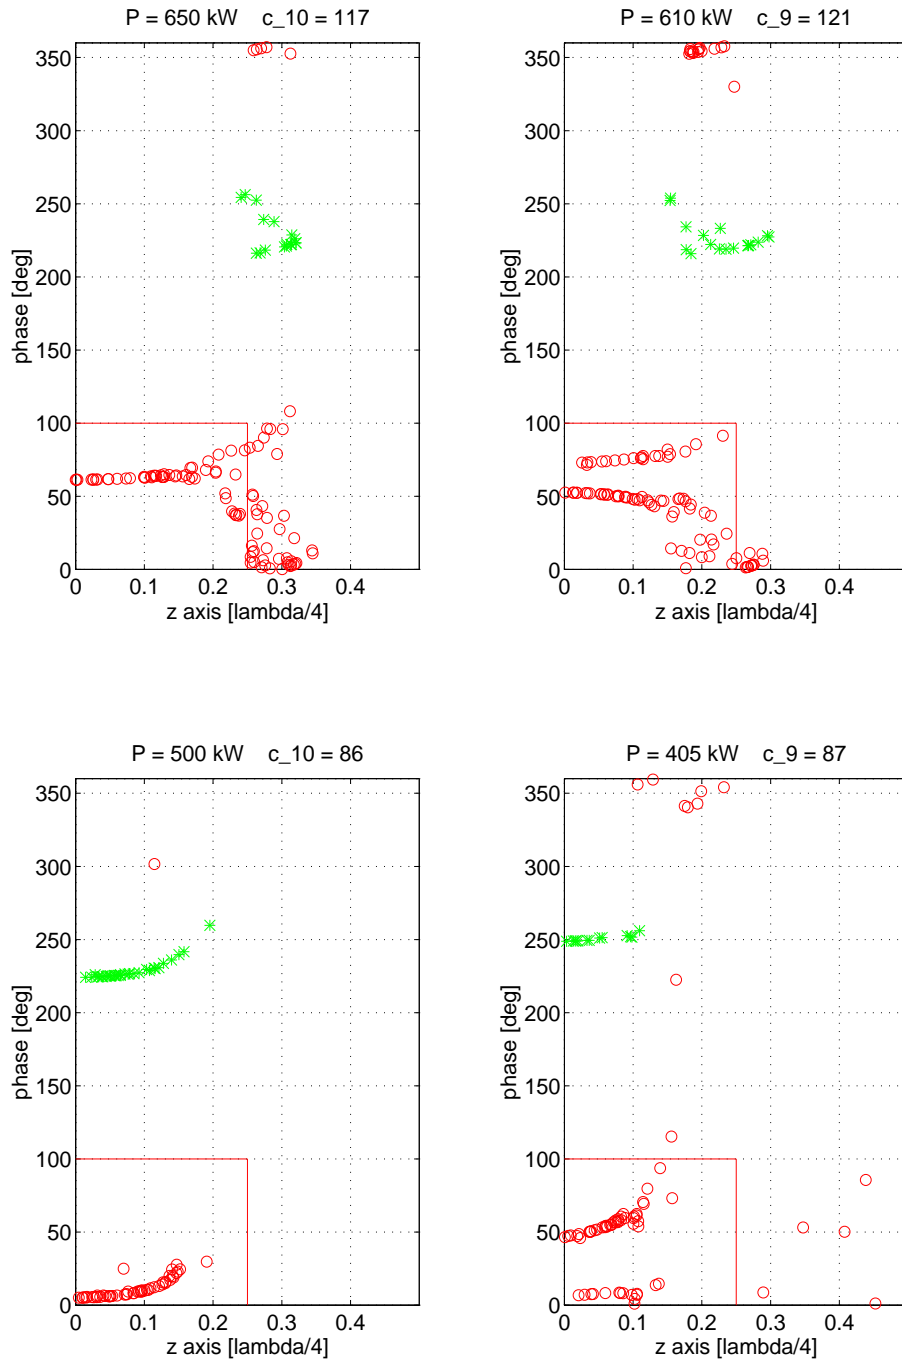 P = 650 kW c_10 = 117
350
300
250
200
150
100
50
0
phase [deg]
0 0.1 0.2 0.3 0.4
z axis [lambda/4]
P = 610 kW c_9 = 121
350
300
250
200
150
100
50
0
phase [deg]
0 0.1 0.2 0.3 0.4
z axis [lambda/4]
P = 500 kW c_10 = 86
350
300
250
200
150
100
50
0
phase [deg]
0 0.1 0.2 0.3 0.4
z axis [lambda/4]
P = 405 kW c_9 = 87
350
300
250
200
150
100
50
0
phase [deg]
0 0.1 0.2 0.3 0.4
z axis [lambda/4]